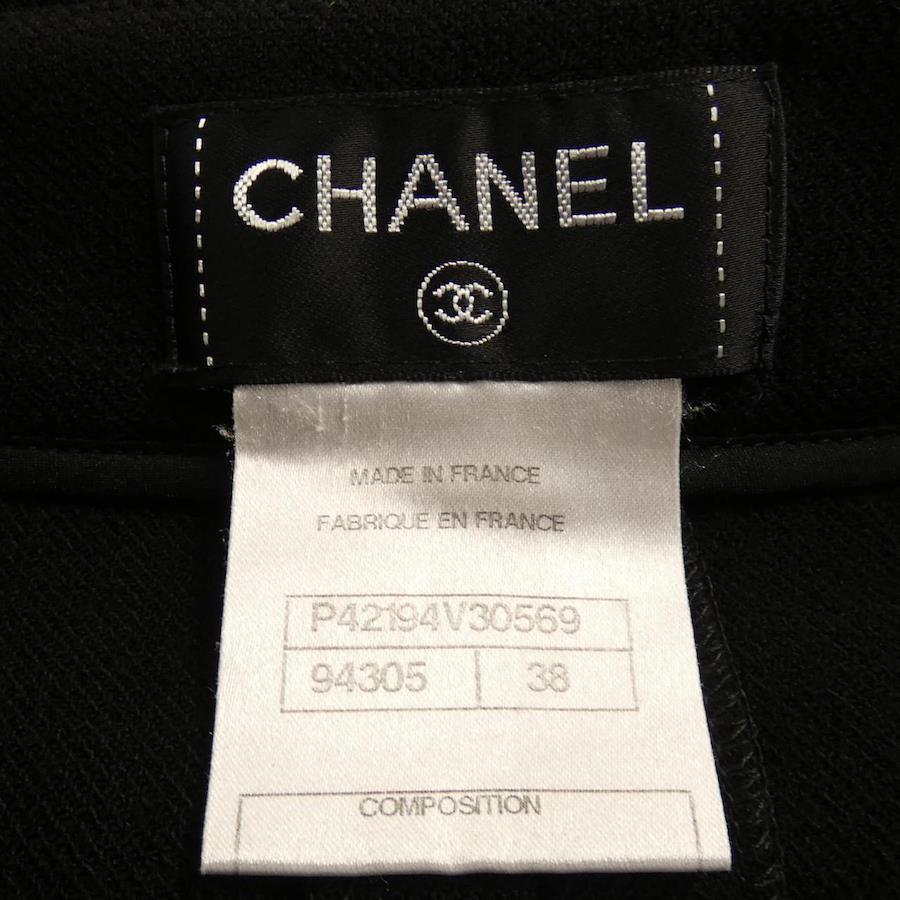 CHANEL
MADE IN FRANCE
FABRIQUE EN FRANCE
P42194V30569
94305 38
COMPOSITION